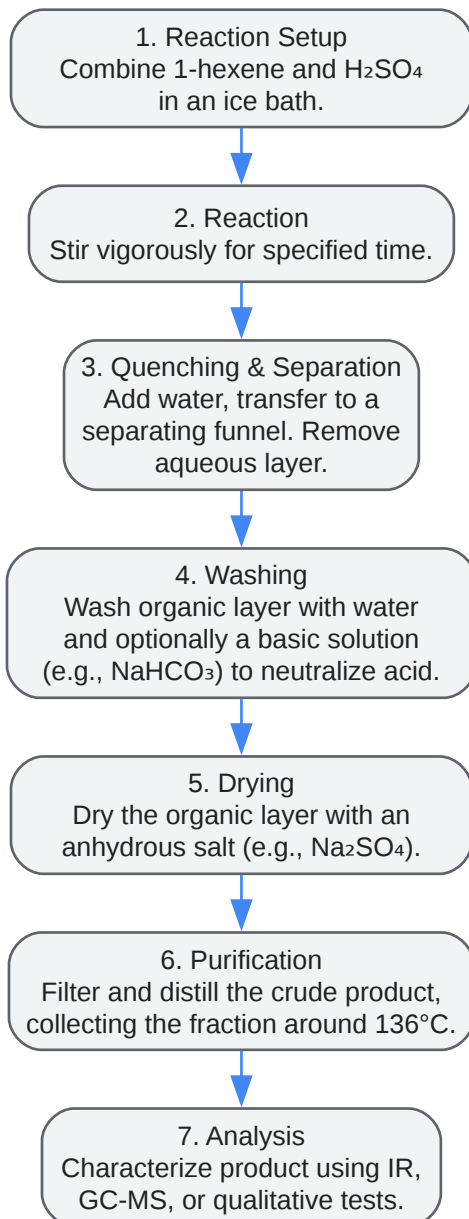 1. Reaction Setup
Combine 1-hexene and H₂SO₄
in an ice bath.
2. Reaction
Stir vigorously for specified time.
3. Quenching & Separation
Add water, transfer to a
separating funnel. Remove
aqueous layer.
4. Washing
Wash organic layer with water
and optionally a basic solution
(e.g., NaHCO₃) to neutralize acid.
5. Drying
Dry the organic layer with an
anhydrous salt (e.g., Na₂SO₄).
6. Purification
Filter and distill the crude product,
collecting the fraction around 136°C.
7. Analysis
Characterize product using IR,
GC-MS, or qualitative tests.